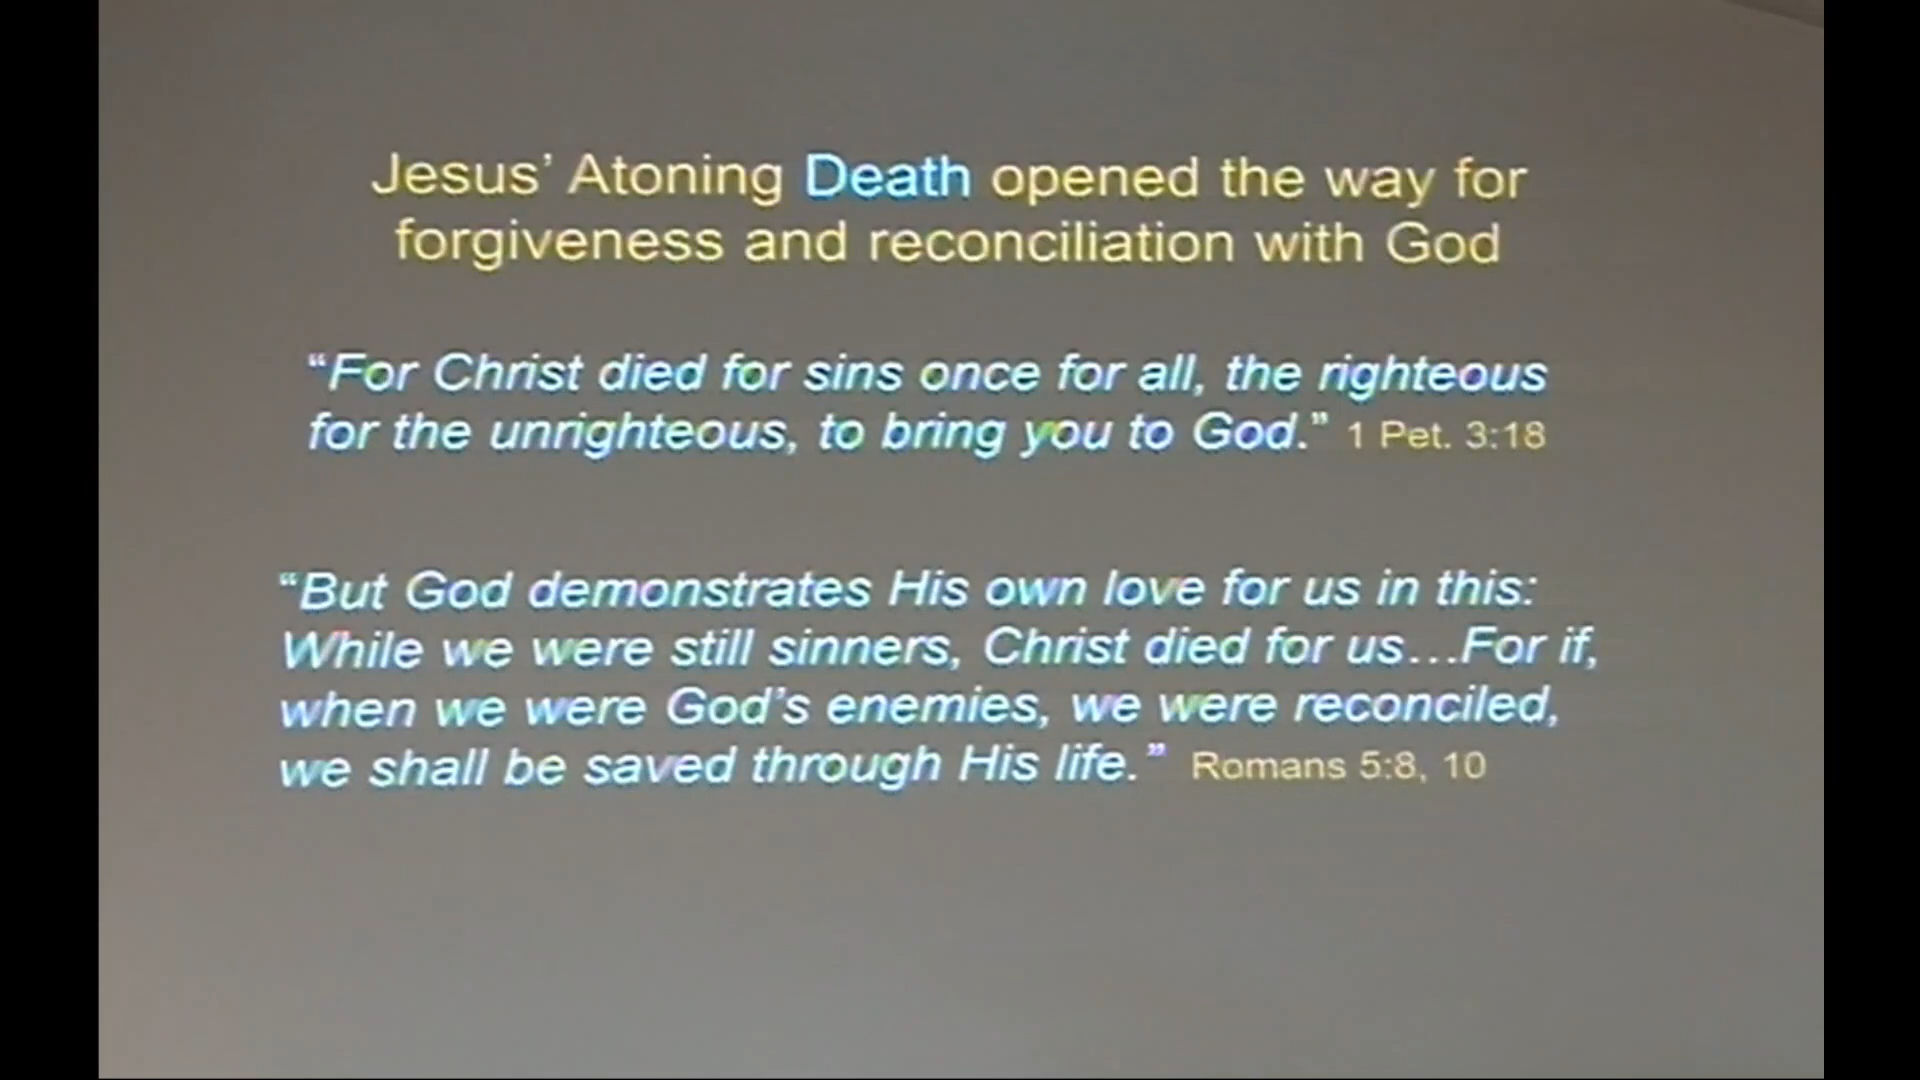 Jesus’ Atoning Death opened the way for
forgiveness and reconciliation with God
“For Christ died for sins once for all, the righteous
for the unrighteous, to bring you to God.” 1 Pet. 3:18
“But God demonstrates His own love for us in this:
While we were still sinners, Christ died for us…For if,
when we were God’s enemies, we were reconciled,
we shall be saved through His life.” Romans 5:8, 10